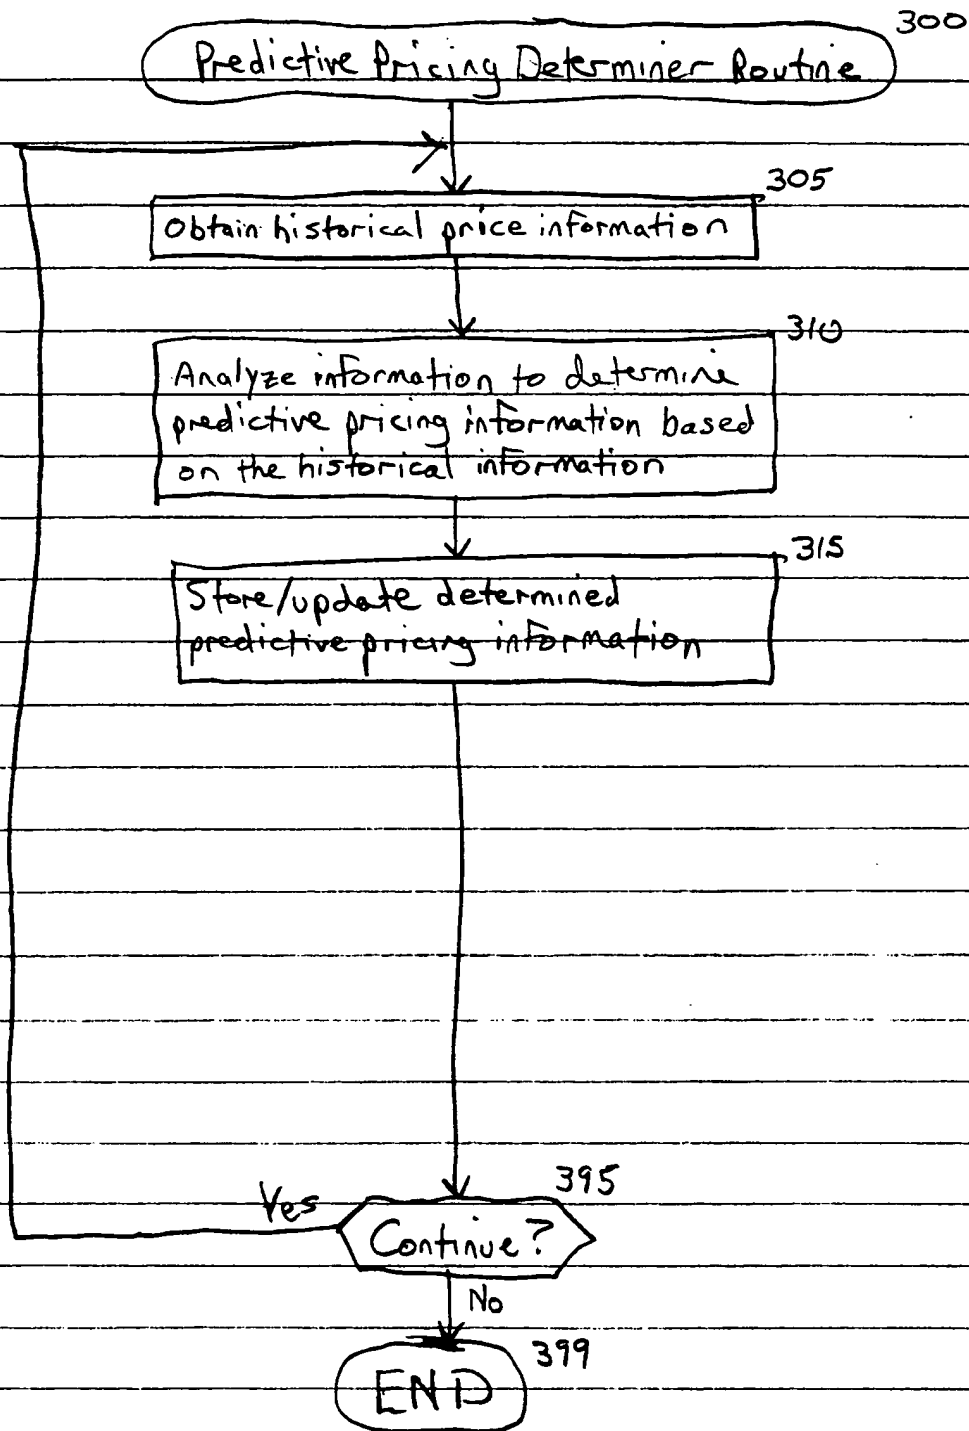 300
Predictive Pricing Determiner Routine
305
Obtain historical price information
310
Analyze information to determine
predictive pricing information based
on the historical information
315
Store/update determined
predictive pricing information
395
Yes
Continue?
No
399
END